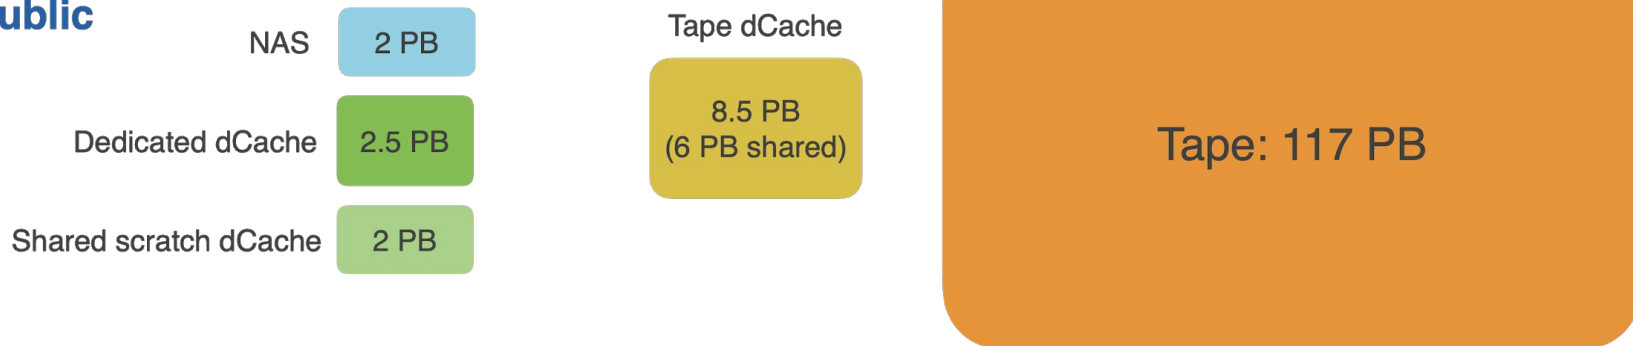 NAS
2 PB
Dedicated dCache
2.5 PB
Shared scratch dCache
2 PB
Tape dCache
8.5 PB
(6 PB shared)
Tape: 117 PB